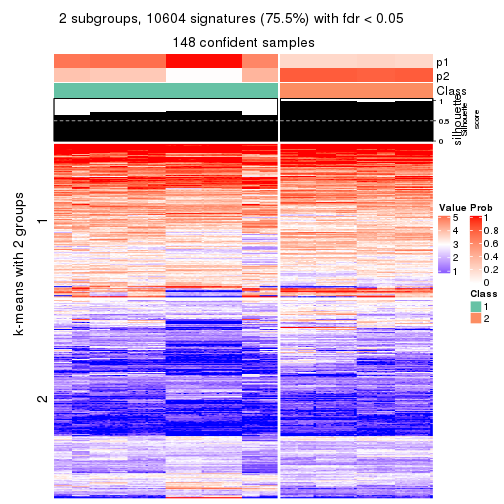 2 subgroups, 10604 signatures (75.5%) with fdr < 0.05
148 confident samples
p1
p2
Class
1
0.5
0
silhouette
Silhouette
score
k-means with 2 groups
1
2
Value
5
4
3
2
1
Prob
1
0.8
0.6
0.4
0.2
0
Class
1
2